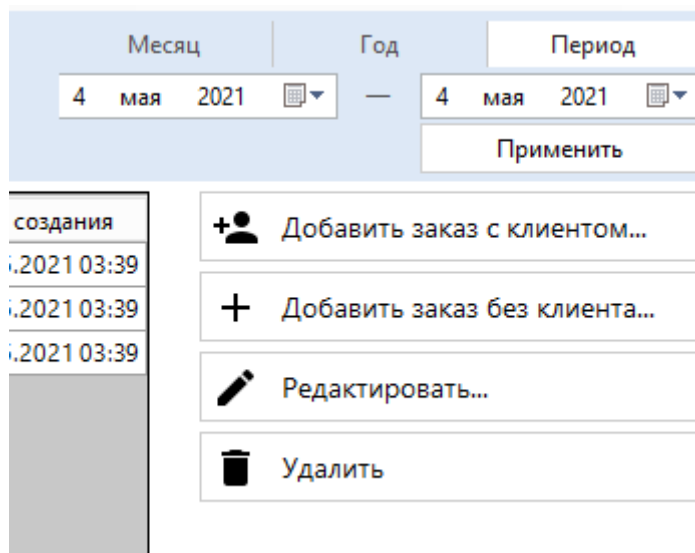 Месяц Год Период
4 мая 2021 — 4 мая 2021
Применить
создания
.2021 03:39
.2021 03:39
.2021 03:39
Добавить заказ с клиентом...
Добавить заказ без клиента...
Редактировать...
Удалить